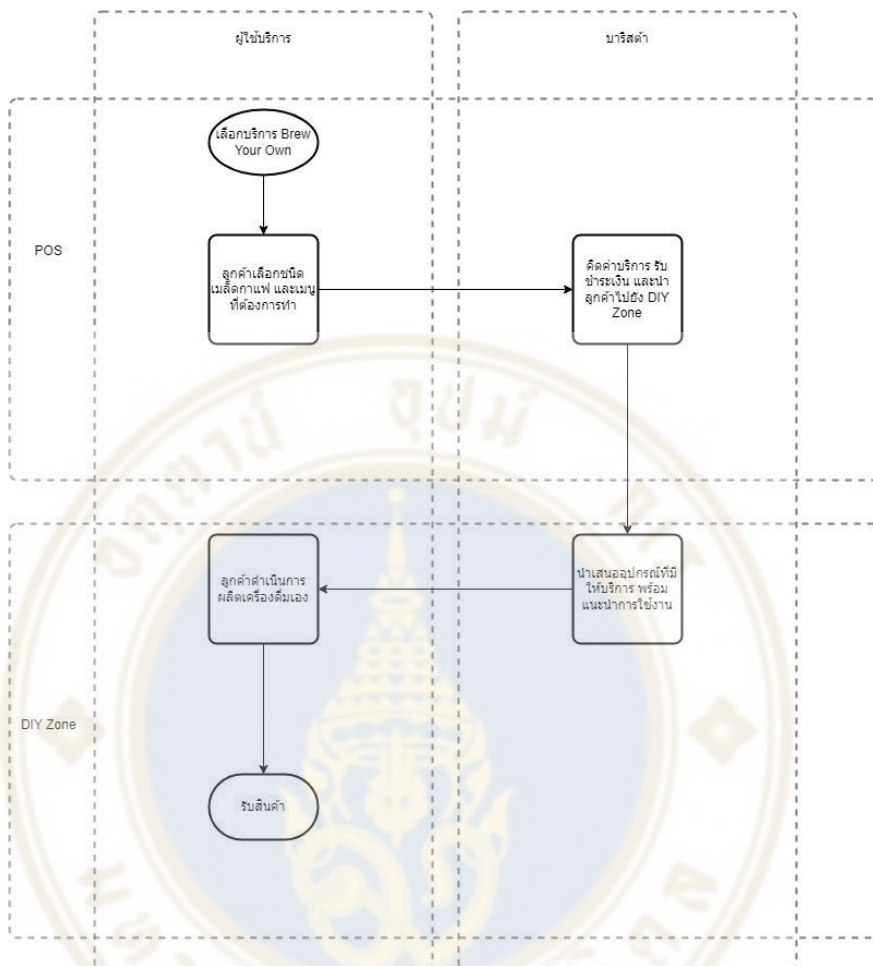 ผู้ใช้บริการ
บาริสต้า
เลือกบริการ Brew
Your Own
POS
ลูกค้าเลือกชนิด
เมล็ดกาแฟ และเมนู
ที่ต้องการทำ
คิดค่าบริการ รับ
ชำระเงิน และนำ
ลูกค้าไปยัง DIY
Zone
ลูกค้าดำเนินการ
ผลิตเครื่องดื่มเอง
นำเสนออุปกรณ์ที่มี
ให้บริการ พร้อม
แนะนำการใช้งาน
DIY Zone
รับสินค้า